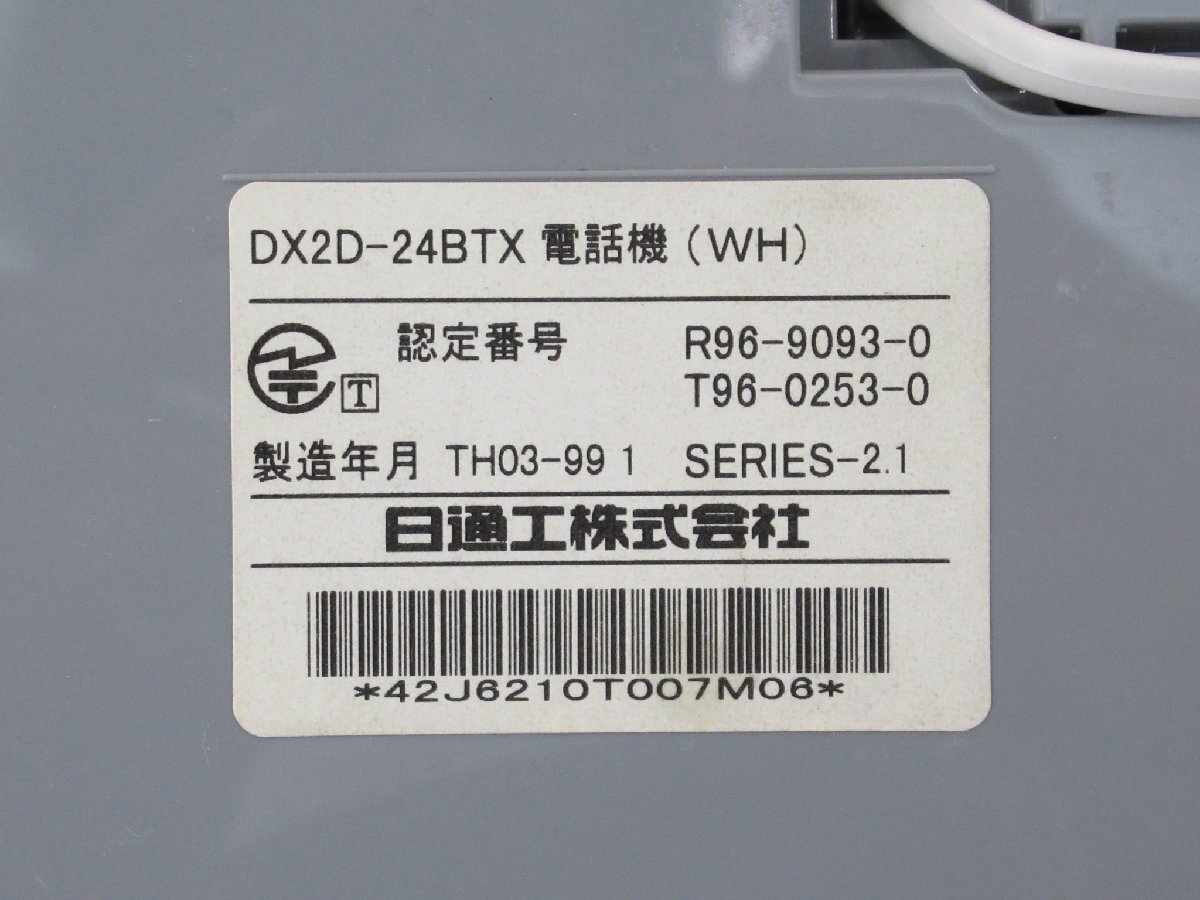 DX2D-24BTX 電話機 (WH)
認定番号 R96-9093-0
T T96-0253-0
製造年月 TH03-99 1 SERIES-2.1
日通工株式会社
*42J6210T007M06*